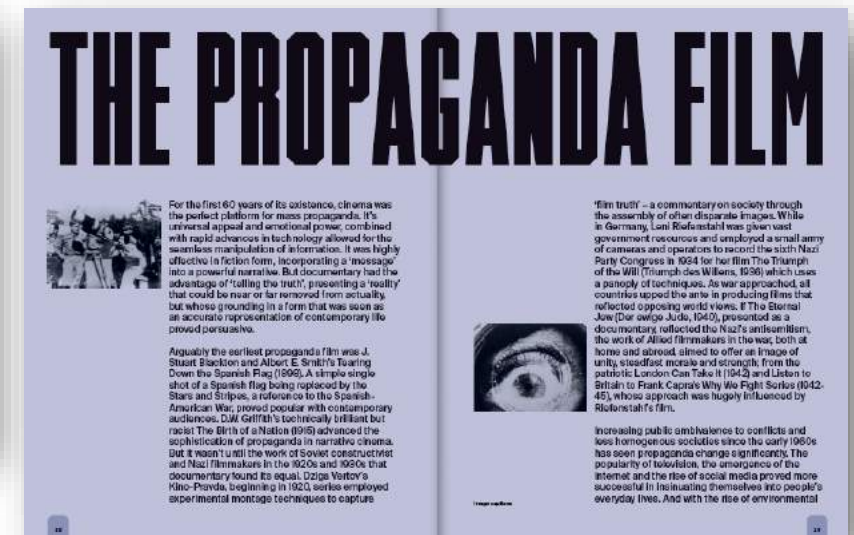 THE PROPAGANDA FILM
For the first 60 years of its existence, cinema was
the perfect platform for mass propaganda. It's
universal appeal and emotional power, combined
with rapid advances in technology allowed for the
seamless manipulation of information. It was highly
effective in fiction form, incorporating a 'message'
into a powerful narrative. But documentary had the
advantage of 'telling the truth', presenting a 'reality'
that could be near or far removed from actuality,
but whose grounding in a form that was seen as
an accurate representation of contemporary life
proved persuasive.
Arguably the earliest propaganda film was J.
Stuart Blackton and Albert E. Smith's Tearing
Down the Spanish Flag (1898). A simple single
shot of a Spanish flag being replaced by the
Stars and Stripes, a reference to the Spanish-
American War, proved popular with contemporary
audiences. D.W. Griffith's technically brilliant but
racist The Birth of a Nation (1915) advanced the
sophistication of propaganda in narrative cinema.
But it wasn't until the work of Soviet constructivist
and Nazi filmmakers in the 1920s and 1930s that
documentary found its equal. Dziga Vertov's
Kino-Pravda, beginning in 1920, series employed
experimental montage techniques to capture
'film truth' – a commentary on society through
the assembly of often disparate images. While
in Germany, Leni Riefenstahl was given vast
government resources and employed a small army
of cameras and operators to record the sixth Nazi
Party Congress in 1934 for her film The Triumph
of the Will (Triumph des Willens, 1936) which uses
a panoply of techniques. As war approached, all
countries upped the ante in producing films that
reflected opposing world views. If The Eternal
Jew (Der ewige Jude, 1940), presented as a
documentary, reflected the Nazi's antisemitism,
the work of Allied filmmakers in the war, both at
home and abroad, aimed to offer an image of
unity, steadfast morale and strength; from the
patriotic London Can Take It (1942) and Listen to
Britain to Frank Capra's Why We Fight Series (1942-
45), whose approach was hugely influenced by
Riefenstahl's film.
Increasing public ambivalence to conflicts and
less homogenous societies since the early 1960s
has seen propaganda change significantly. The
popularity of television, the emergence of the
internet and the rise of social media proved more
successful in insinuating themselves into people's
everyday lives. And with the rise of environmental
Image captions